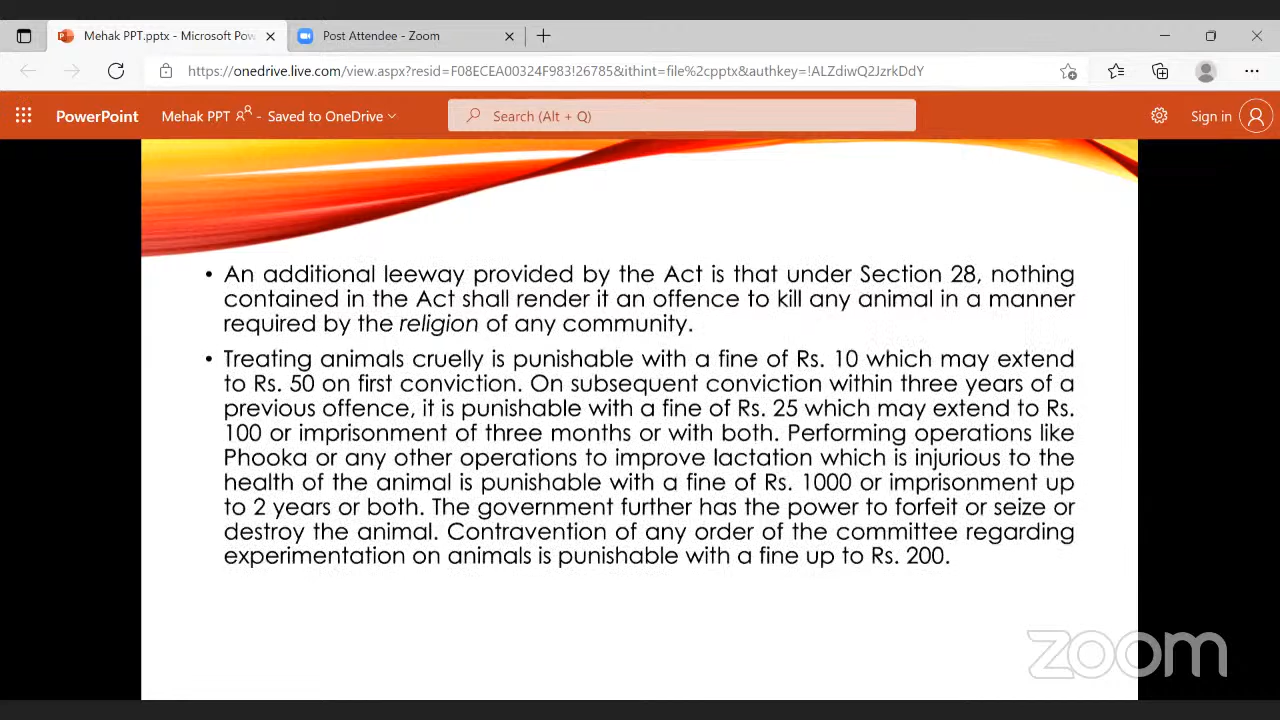 Mehak PPT.pptx - Microsoft Pow
Post Attendee - Zoom
https://onedrive.live.com/view.aspx?resid=F08ECEA00324F983!26785&ithint=file%2cpptx&authkey=!ALZdiwQ2JzrkDdY
PowerPoint
Mehak PPT - Saved to OneDrive
Search (Alt + Q)
Sign in
• An additional leeway provided by the Act is that under Section 28, nothing
contained in the Act shall render it an offence to kill any animal in a manner
required by the religion of any community.
• Treating animals cruelly is punishable with a fine of Rs. 10 which may extend
to Rs. 50 on first conviction. On subsequent conviction within three years of a
previous offence, it is punishable with a fine of Rs. 25 which may extend to Rs.
100 or imprisonment of three months or with both. Performing operations like
Phooka or any other operations to improve lactation which is injurious to the
health of the animal is punishable with a fine of Rs. 1000 or imprisonment up
to 2 years or both. The government further has the power to forfeit or seize or
destroy the animal. Contravention of any order of the committee regarding
experimentation on animals is punishable with a fine up to Rs. 200.
zoom